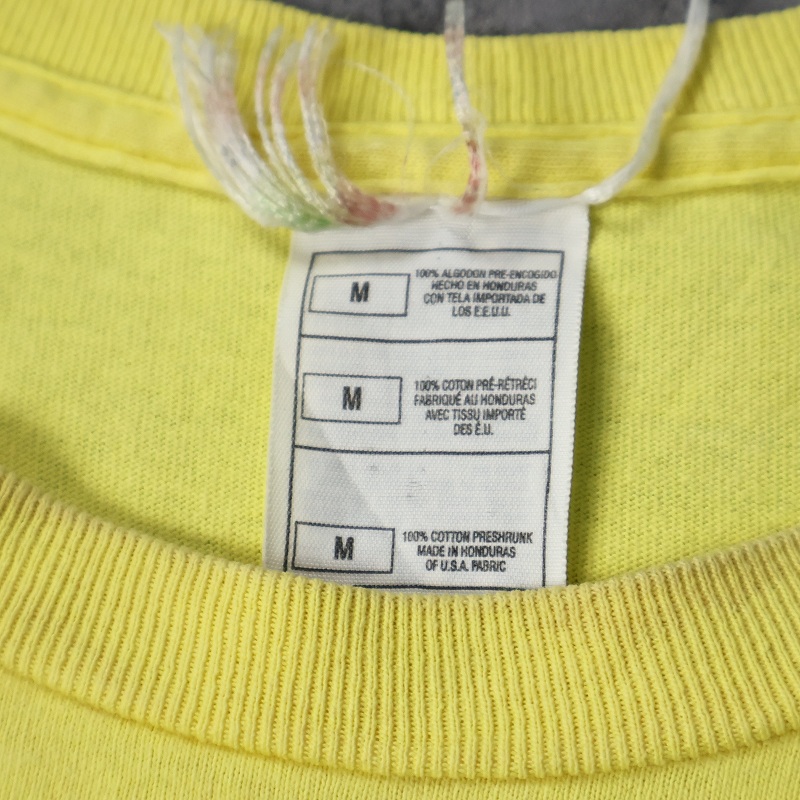 M
100% ALGODON PRE-ENCOGIDO
HECHO EN HONDURAS
CON TELA IMPORTADA DE
LOS E.E.U.U.
M
100% COTON PRÉ-RÉTRÉCI
FABRIQUÉ AU HONDURAS
AVEC TISSU IMPORTÉ
DES É.U.
M
100% COTTON PRESHRUNK
MADE IN HONDURAS
OF U.S.A. FABRIC